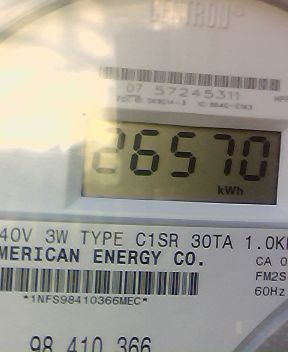 CENTRON
07 57245311
26570
kWh
40V 3W TYPE C1SR 30TA 1.0K
MERICAN ENERGY CO.
CA 0
FM2S
60Hz
*1NFS98410366MEC*
98 410 366